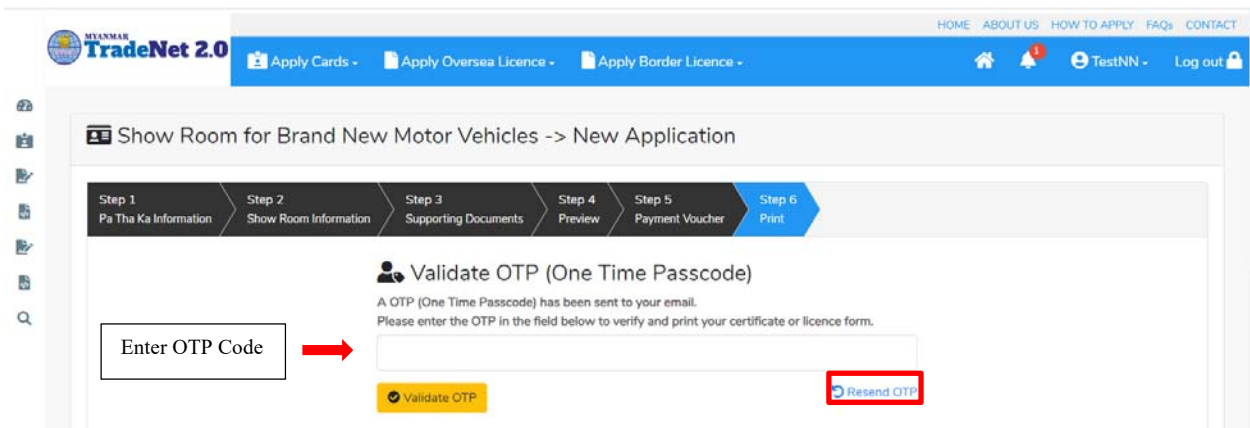 HOME ABOUT US HOW TO APPLY FAQs CONTACT
MYANMAR
TradeNet 2.0
Apply Cards Apply Oversea Licence Apply Border Licence 1 TestNN Log out
Show Room for Brand New Motor Vehicles -> New Application
Step 1 Step 2 Step 3 Step 4 Step 5 Step 6
Pa Tha Ka Information Show Room Information Supporting Documents Preview Payment Voucher Print
Validate OTP (One Time Passcode)
A OTP (One Time Passcode) has been sent to your email.
Please enter the OTP in the field below to verify and print your certificate or licence form.
Enter OTP Code
Validate OTP Resend OTP